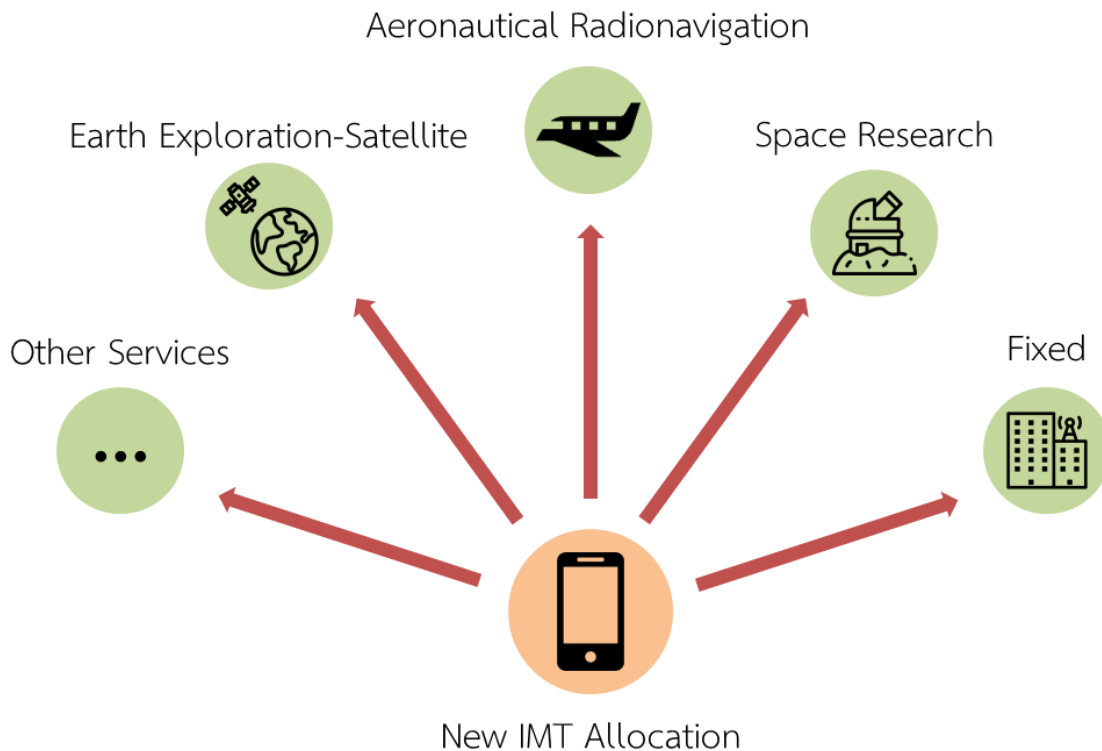 Aeronautical Radionavigation
Earth Exploration-Satellite
Space Research
Other Services
Fixed
New IMT Allocation